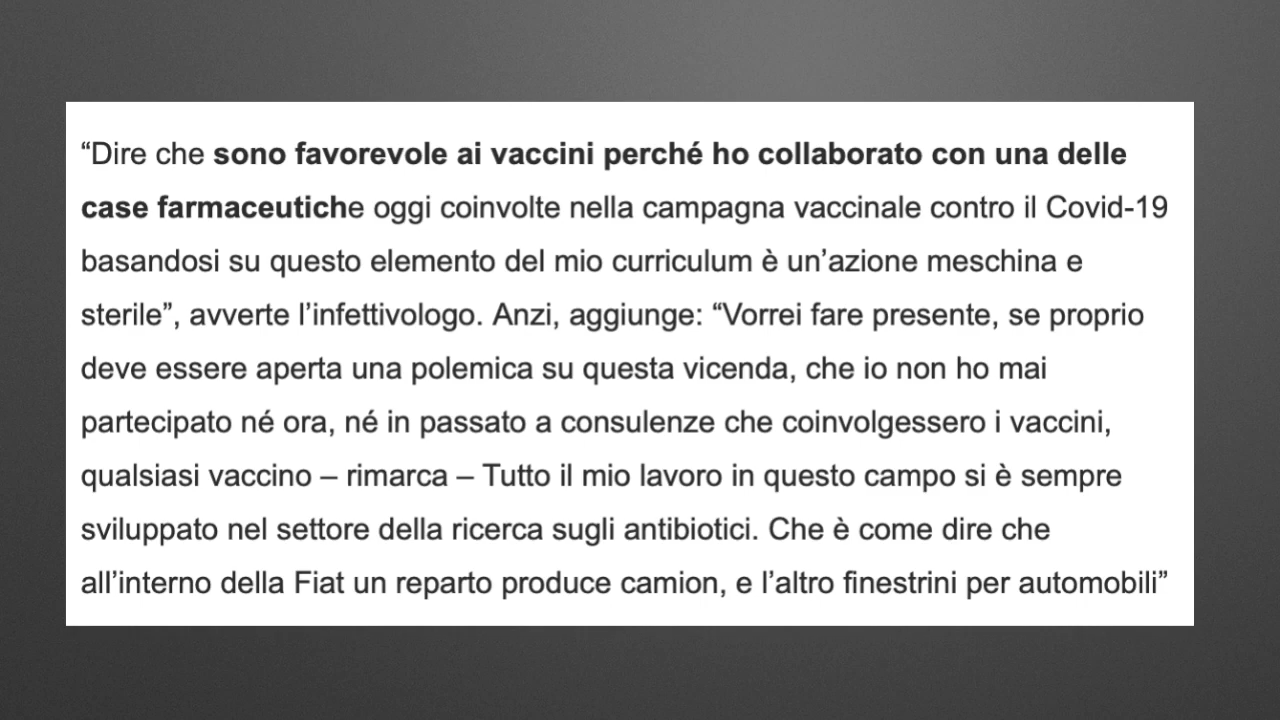 “Dire che sono favorevole ai vaccini perché ho collaborato con una delle
case farmaceutiche oggi coinvolte nella campagna vaccinale contro il Covid-19
basandosi su questo elemento del mio curriculum è un’azione meschina e
sterile”, avverte l’infettivologo. Anzi, aggiunge: “Vorrei fare presente, se proprio
deve essere aperta una polemica su questa vicenda, che io non ho mai
partecipato né ora, né in passato a consulenze che coinvolgessero i vaccini,
qualsiasi vaccino – rimarca – Tutto il mio lavoro in questo campo si è sempre
sviluppato nel settore della ricerca sugli antibiotici. Che è come dire che
all’interno della Fiat un reparto produce camion, e l’altro finestrini per automobili”